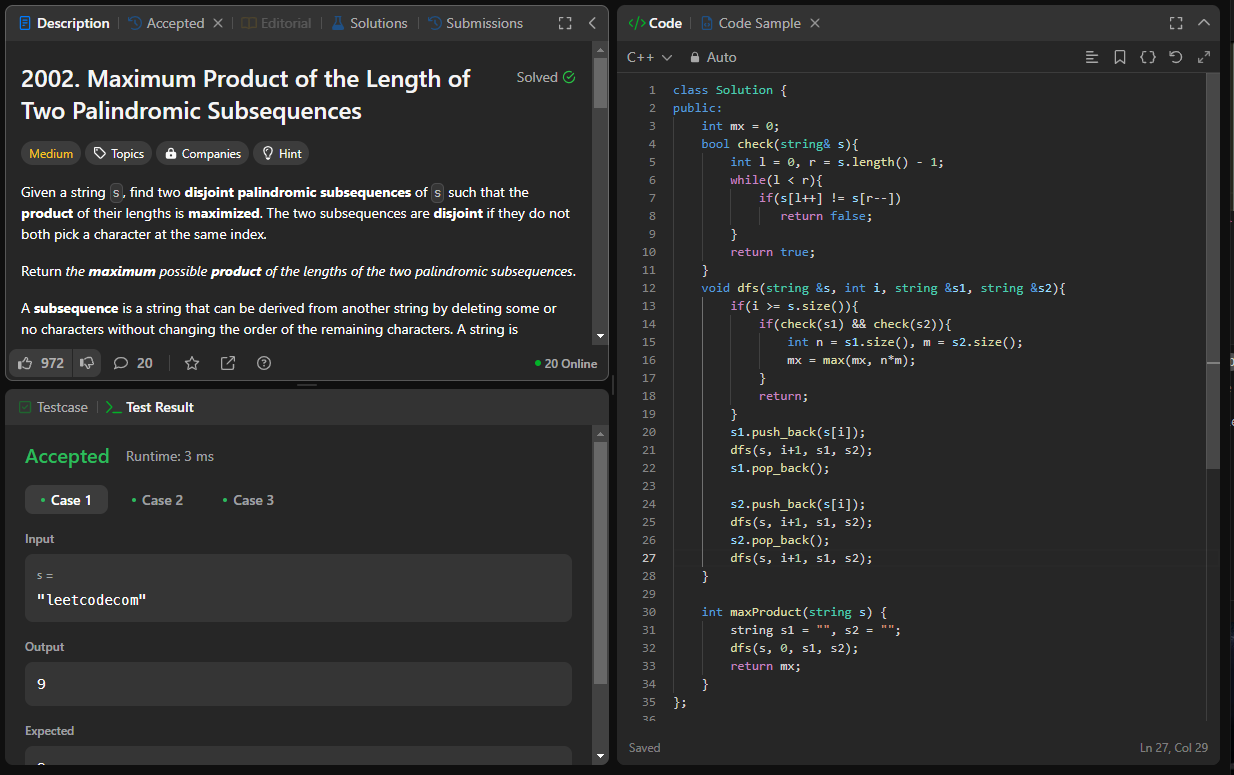 Description
Accepted
Editorial
Solutions
Submissions
2002. Maximum Product of the Length of
Two Palindromic Subsequences
Solved
Medium
Topics
Companies
Hint
Given a string s, find two disjoint palindromic subsequences of s such that the
product of their lengths is maximized. The two subsequences are disjoint if they do not
both pick a character at the same index.
Return the maximum possible product of the lengths of the two palindromic subsequences.
A subsequence is a string that can be derived from another string by deleting some or
no characters without changing the order of the remaining characters. A string is
972
20
20 Online
Testcase
Test Result
Accepted Runtime: 3 ms
Case 1
Case 2
Case 3
Input
s =
"leetcodecom"
Output
9
Expected
</> Code
Code Sample
C++
Auto
1 class Solution {
2 public:
3     int mx = 0;
4     bool check(string& s){
5         int l = 0, r = s.length() - 1;
6         while(l < r){
7             if(s[l++] != s[r--])
8                 return false;
9         }
10         return true;
11     }
12     void dfs(string &s, int i, string &s1, string &s2){
13         if(i >= s.size()){
14             if(check(s1) && check(s2)){
15                 int n = s1.size(), m = s2.size();
16                 mx = max(mx, n*m);
17             }
18             return;
19         }
20         s1.push_back(s[i]);
21         dfs(s, i+1, s1, s2);
22         s1.pop_back();
23
24         s2.push_back(s[i]);
25         dfs(s, i+1, s1, s2);
26         s2.pop_back();
27         dfs(s, i+1, s1, s2);
28     }
29
30     int maxProduct(string s) {
31         string s1 = "", s2 = "";
32         dfs(s, 0, s1, s2);
33         return mx;
34     }
35 };
36
Saved
Ln 27, Col 29